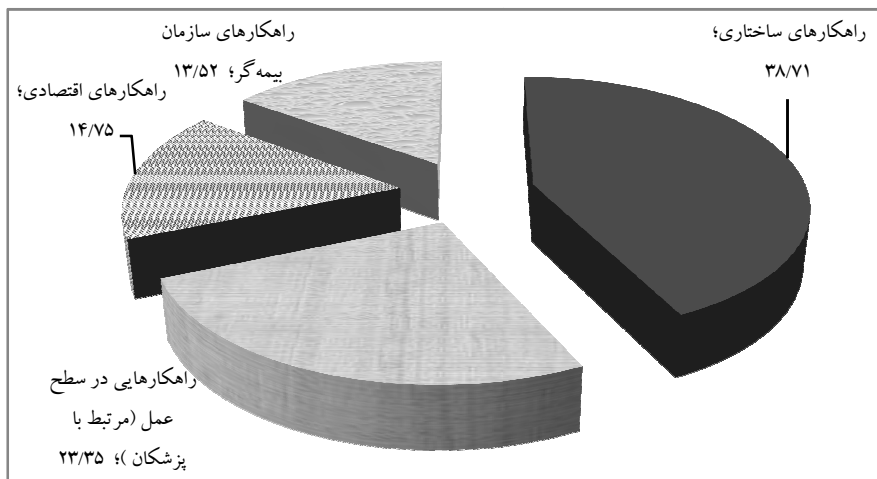 راهکارهای ساختاری؛
۳۸/۷۱
راهکارهای سازمان
بیمه‌گر؛ ۱۳/۵۲
راهکارهای اقتصادی؛
۱۴/۷۵
راهکارهایی در سطح
عمل (مرتبط با
پزشکان )؛ ۲۳/۳۵